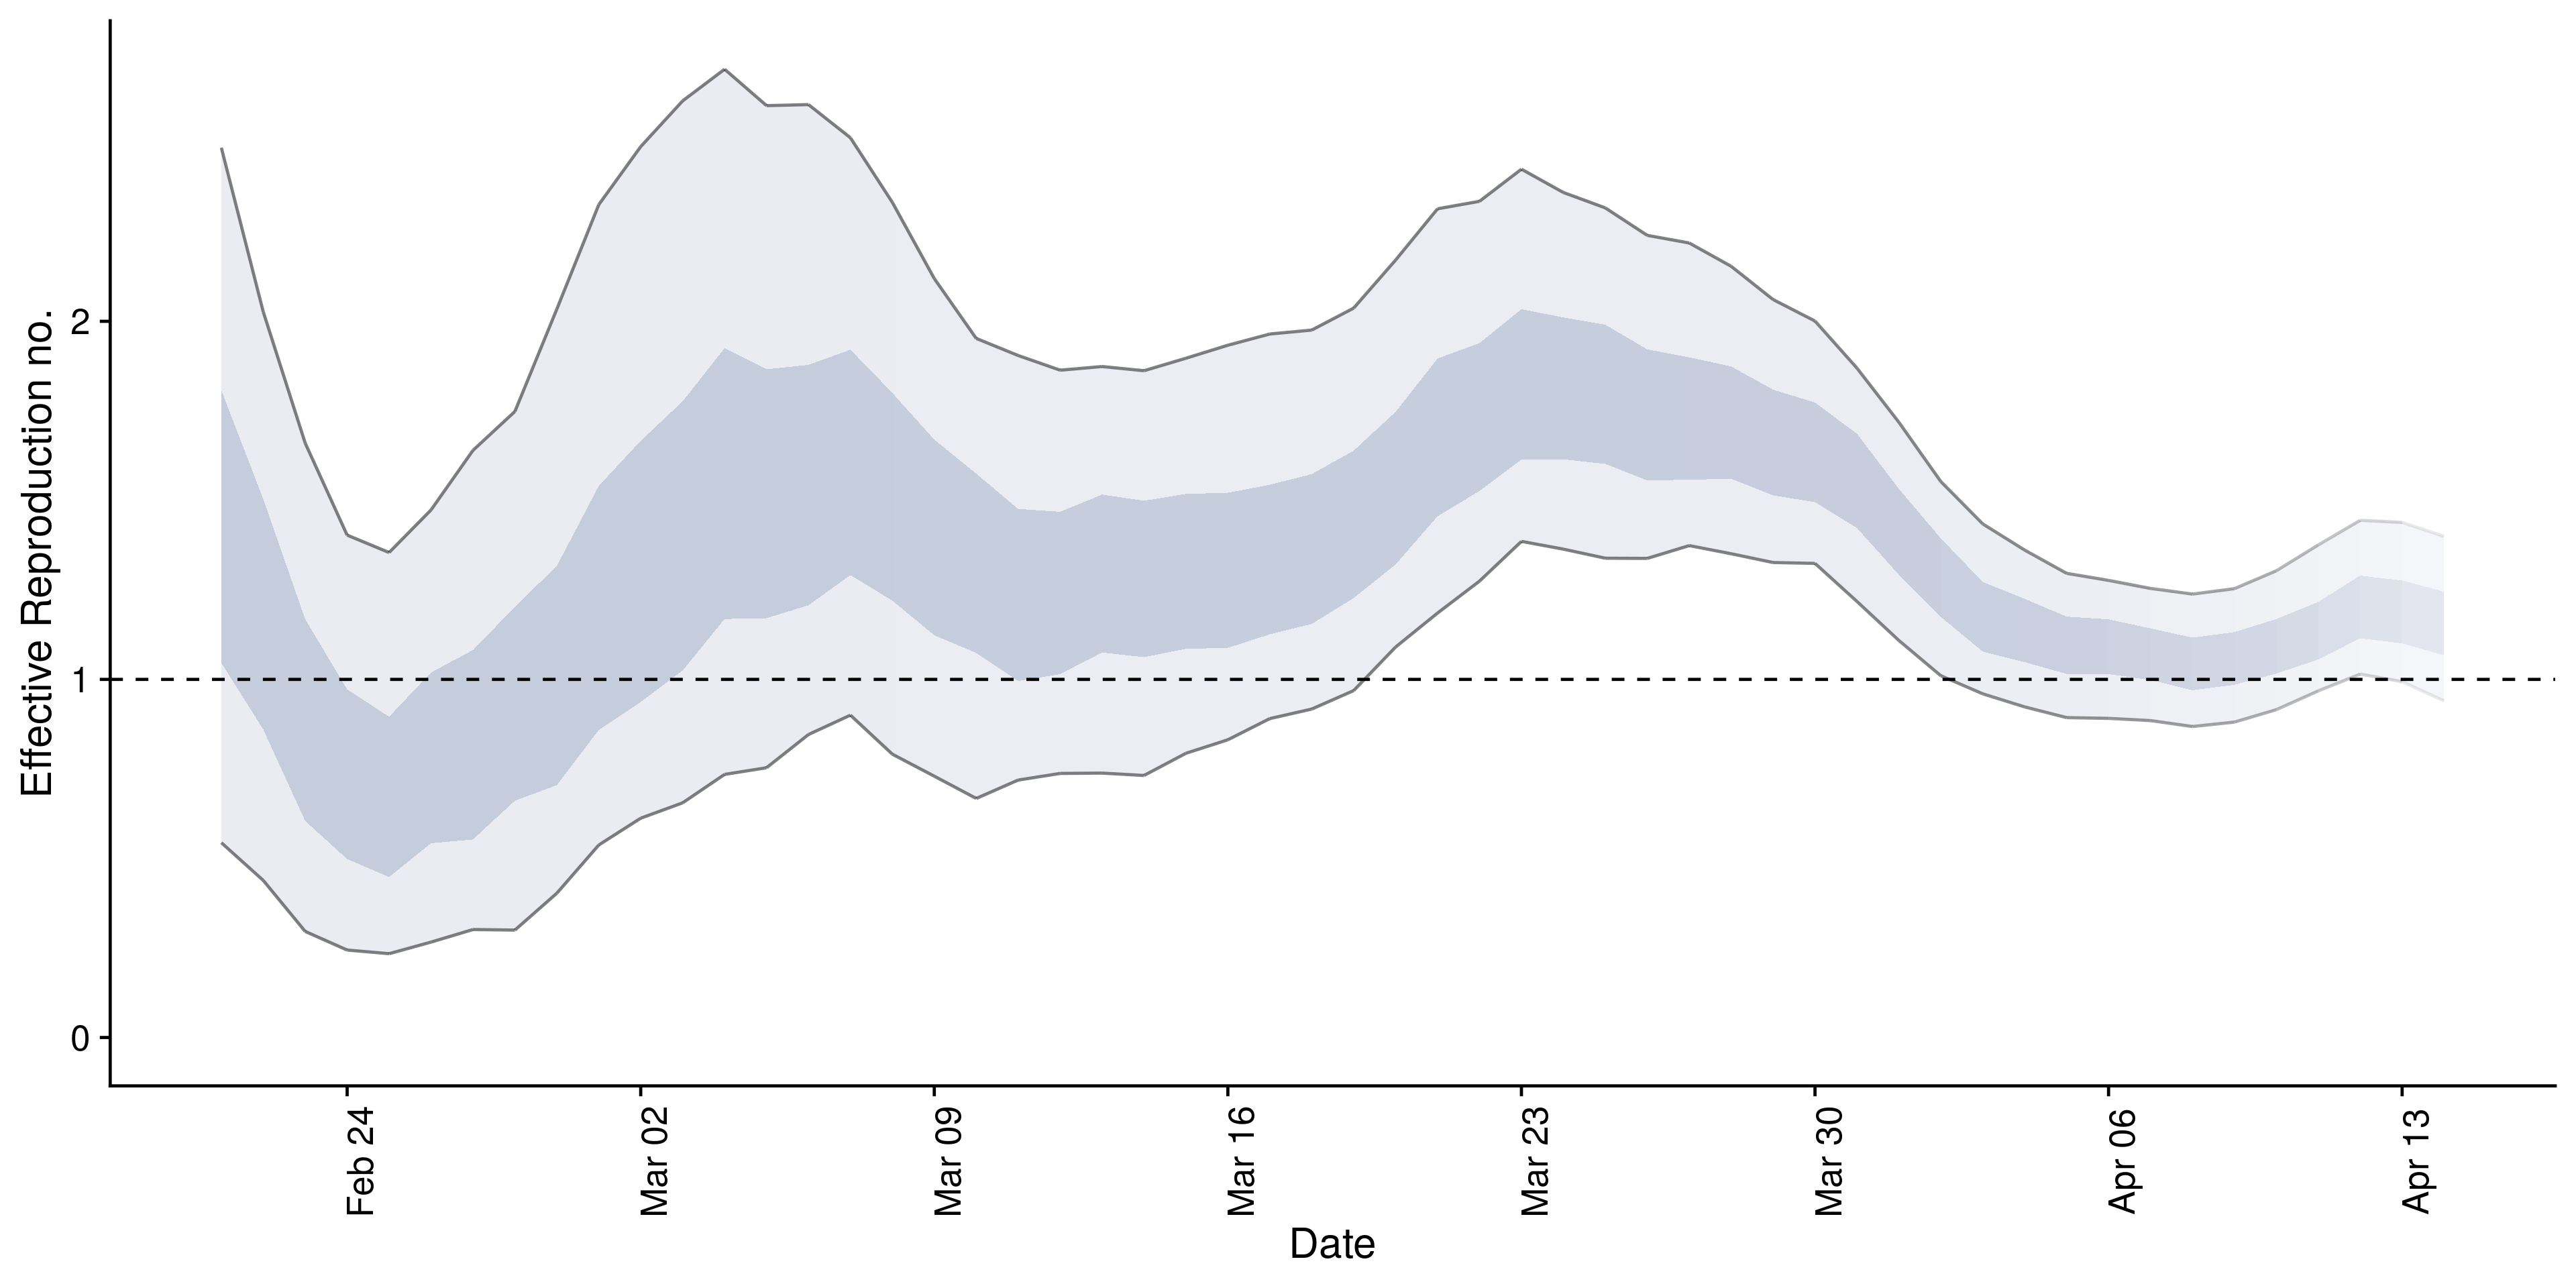 Effective Reproduction no.
2
1
0
Feb 24
Mar 02
Mar 09
Mar 16
Mar 23
Mar 30
Apr 06
Apr 13
Date